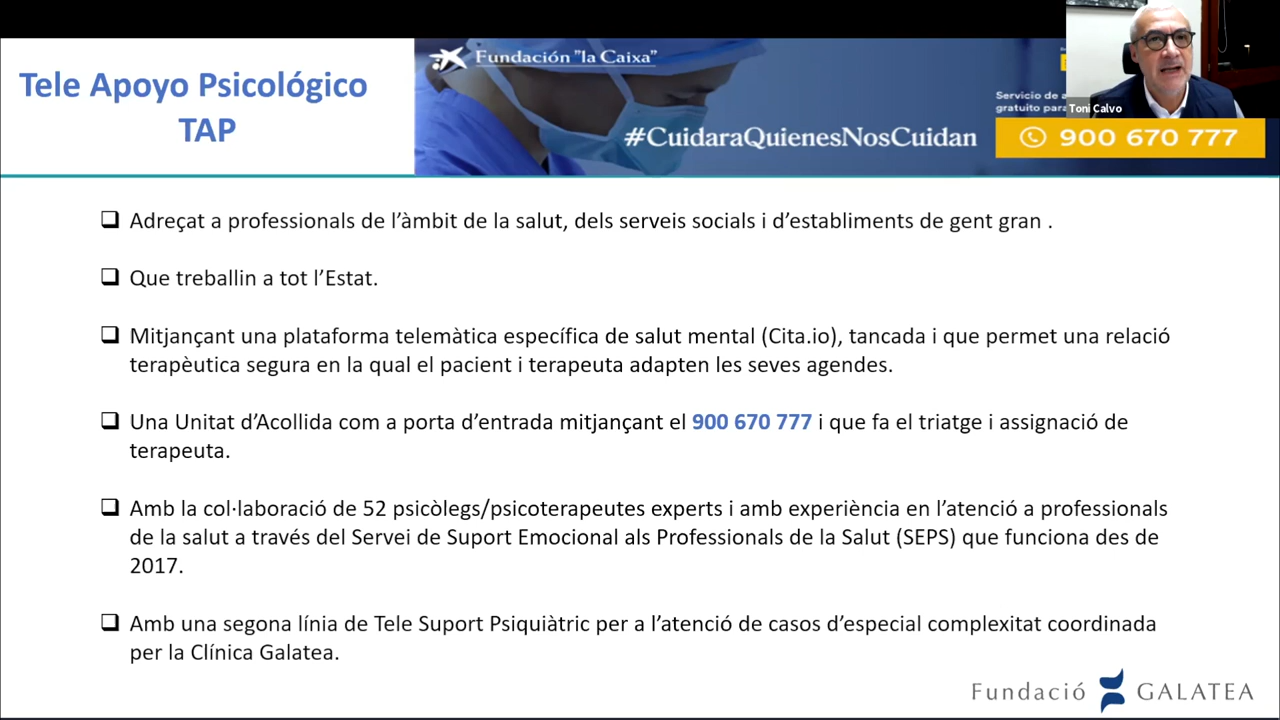 Tele Apoyo Psicológico
TAP
Fundación "la Caixa"
#CuidaraQuienesNosCuidan
Servicio de
gratuito para
900 670 777
Toni Calvo
❑ Adreçat a professionals de l’àmbit de la salut, dels serveis socials i d’establiments de gent gran .
❑ Que treballin a tot l’Estat.
❑ Mitjançant una plataforma telemàtica específica de salut mental (Cita.io), tancada i que permet una relació
terapèutica segura en la qual el pacient i terapeuta adapten les seves agendes.
❑ Una Unitat d’Acollida com a porta d’entrada mitjançant el 900 670 777 i que fa el triatge i assignació de
terapeuta.
❑ Amb la col·laboració de 52 psicòlegs/psicoterapeutes experts i amb experiència en l’atenció a professionals
de la salut a través del Servei de Suport Emocional als Professionals de la Salut (SEPS) que funciona des de
2017.
❑ Amb una segona línia de Tele Suport Psiquiàtric per a l’atenció de casos d’especial complexitat coordinada
per la Clínica Galatea.
Fundació GALATEA